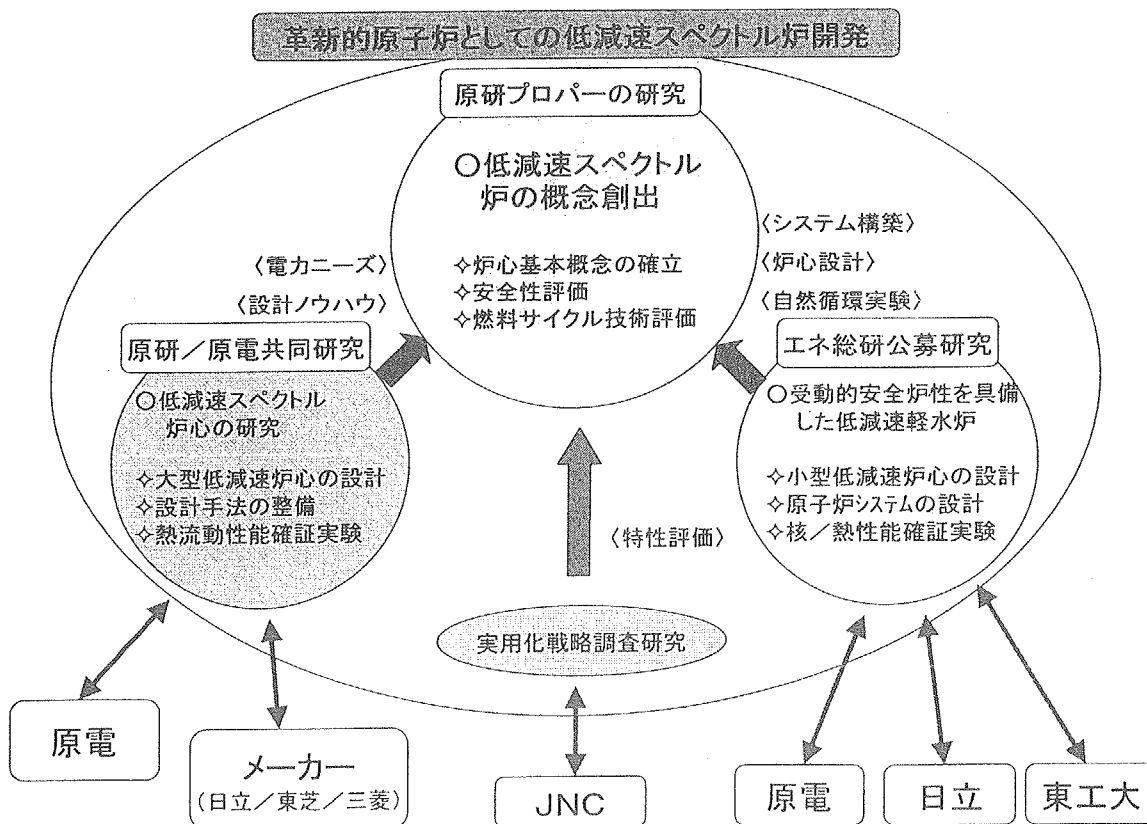 革新的原子炉としての低減速スペクトル炉開発
原研プロパーの研究
○低減速スペクトル
炉の概念創出
✧炉心基本概念の確立
✧安全性評価
✧燃料サイクル技術評価
〈電力ニーズ〉
〈設計ノウハウ〉
〈システム構築〉
〈炉心設計〉
〈自然循環実験〉
原研／原電共同研究
○低減速スペクトル
炉心の研究
✧大型低減速炉心の設計
✧設計手法の整備
✧熱流動性能確証実験
エネ総研公募研究
○受動的安全炉性を具備
した低減速軽水炉
✧小型低減速炉心の設計
✧原子炉システムの設計
✧核／熱性能確証実験
〈特性評価〉
実用化戦略調査研究
原電
メーカー
(日立／東芝／三菱)
JNC
原電
日立
東工大